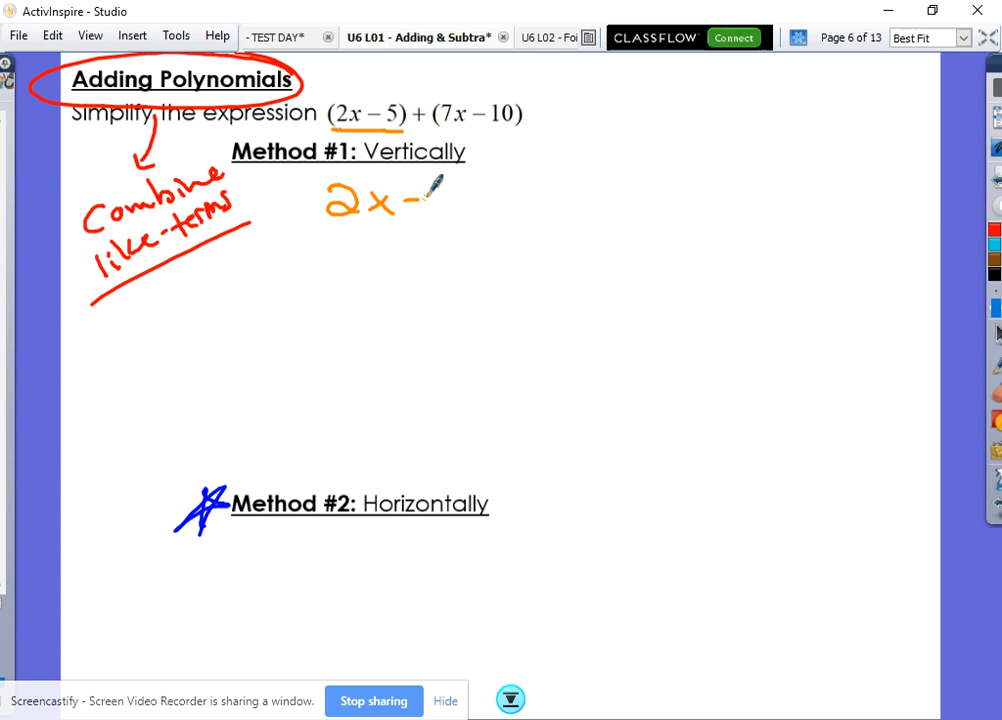 ActivInspire - Studio
File Edit View Insert Tools Help
- TEST DAY* U6 L01 - Adding & Subtra* U6 L02 - Foi CLASSFLOW Connect Page 6 of 13 Best Fit
Adding Polynomials
Simplify the expression (2x − 5) + (7x − 10)
Method #1: Vertically
2x -
Combine
like-terms
Method #2: Horizontally
Screencastify - Screen Video Recorder is sharing a window. Stop sharing Hide